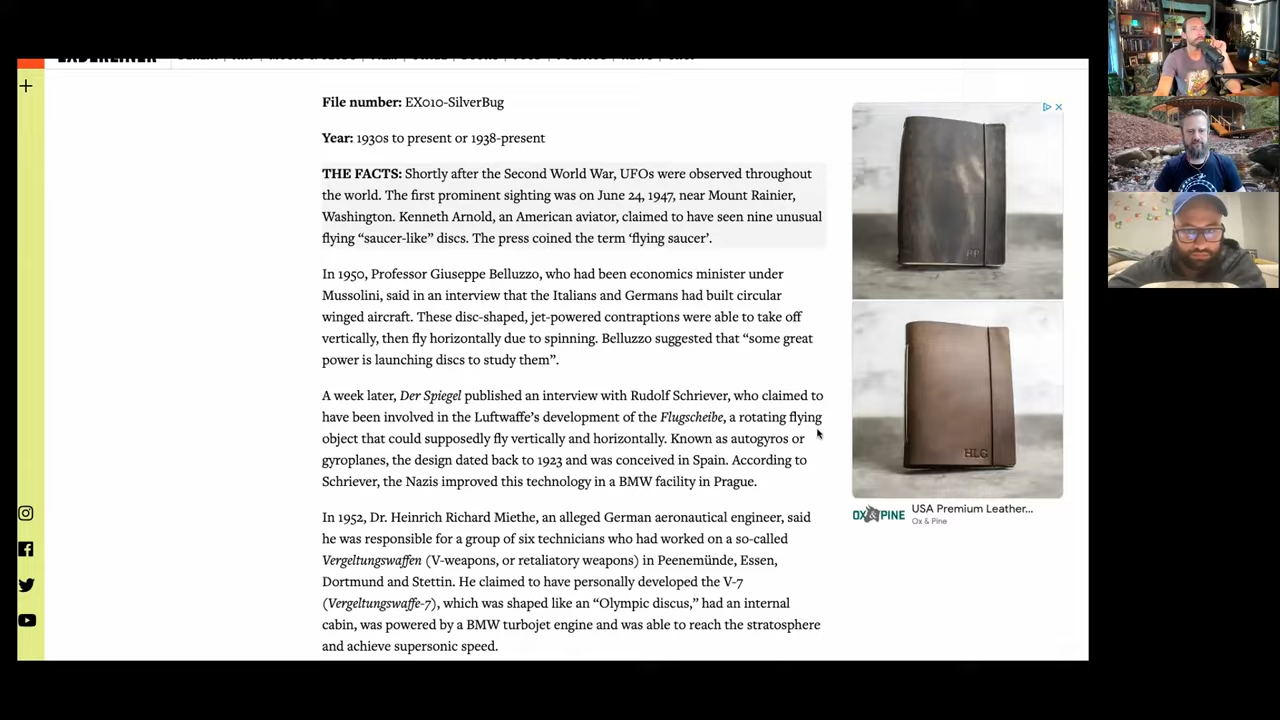 File number: EX010-SilverBug
Year: 1930s to present or 1938-present
THE FACTS: Shortly after the Second World War, UFOs were observed throughout
the world. The first prominent sighting was on June 24, 1947, near Mount Rainier,
Washington. Kenneth Arnold, an American aviator, claimed to have seen nine unusual
flying “saucer-like” discs. The press coined the term ‘flying saucer’.
In 1950, Professor Giuseppe Belluzzo, who had been economics minister under
Mussolini, said in an interview that the Italians and Germans had built circular
winged aircraft. These disc-shaped, jet-powered contraptions were able to take off
vertically, then fly horizontally due to spinning. Belluzzo suggested that “some great
power is launching discs to study them”.
A week later, Der Spiegel published an interview with Rudolf Schriever, who claimed to
have been involved in the Luftwaffe’s development of the Flugscheibe, a rotating flying
object that could supposedly fly vertically and horizontally. Known as autogyros or
gyroplanes, the design dated back to 1923 and was conceived in Spain. According to
Schriever, the Nazis improved this technology in a BMW facility in Prague.
In 1952, Dr. Heinrich Richard Miethe, an alleged German aeronautical engineer, said
he was responsible for a group of six technicians who had worked on a so-called
Vergeltungswaffen (V-weapons, or retaliatory weapons) in Peenemünde, Essen,
Dortmund and Stettin. He claimed to have personally developed the V-7
(Vergeltungswaffe-7), which was shaped like an “Olympic discus,” had an internal
cabin, was powered by a BMW turbojet engine and was able to reach the stratosphere
and achieve supersonic speed.
PP
HLG
OX & PINE
USA Premium Leather...
Ox & Pine